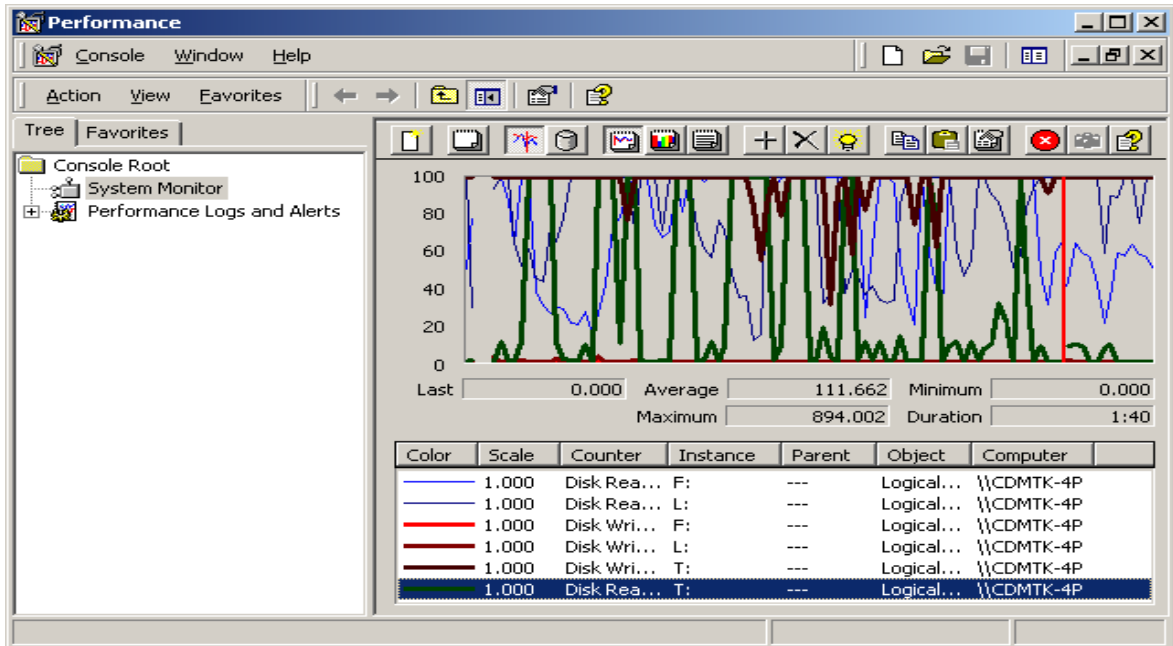 Performance
Console Window Help
Action View Favorites
Tree Favorites
Console Root
System Monitor
Performance Logs and Alerts
100
80
60
40
20
0
Last 0.000 Average 111.662 Minimum 0.000
Maximum 894.002 Duration 1:40
Color Scale Counter Instance Parent Object Computer
1.000 Disk Rea... F: --- Logical... \\CDMTK-4P
1.000 Disk Rea... L: --- Logical... \\CDMTK-4P
1.000 Disk Wri... F: --- Logical... \\CDMTK-4P
1.000 Disk Wri... L: --- Logical... \\CDMTK-4P
1.000 Disk Wri... T: --- Logical... \\CDMTK-4P
1.000 Disk Rea... T: --- Logical... \\CDMTK-4P